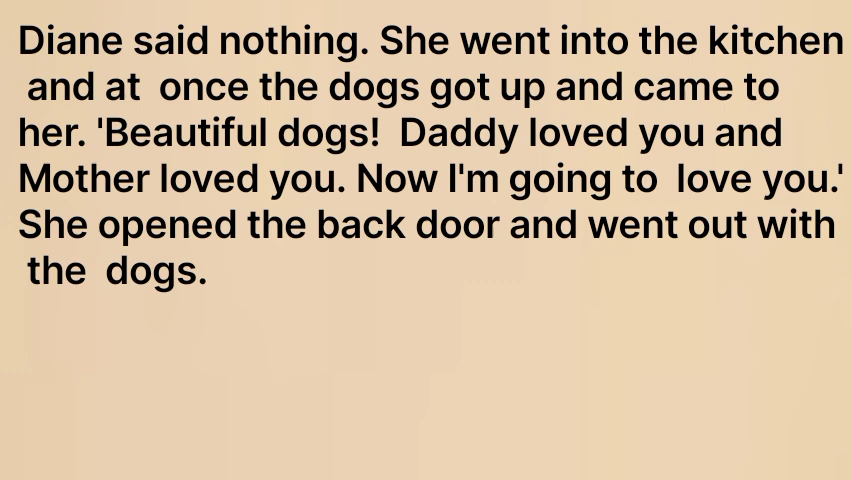 Diane said nothing. She went into the kitchen
and at once the dogs got up and came to
her. 'Beautiful dogs! Daddy loved you and
Mother loved you. Now I'm going to love you.'
She opened the back door and went out with
the dogs.